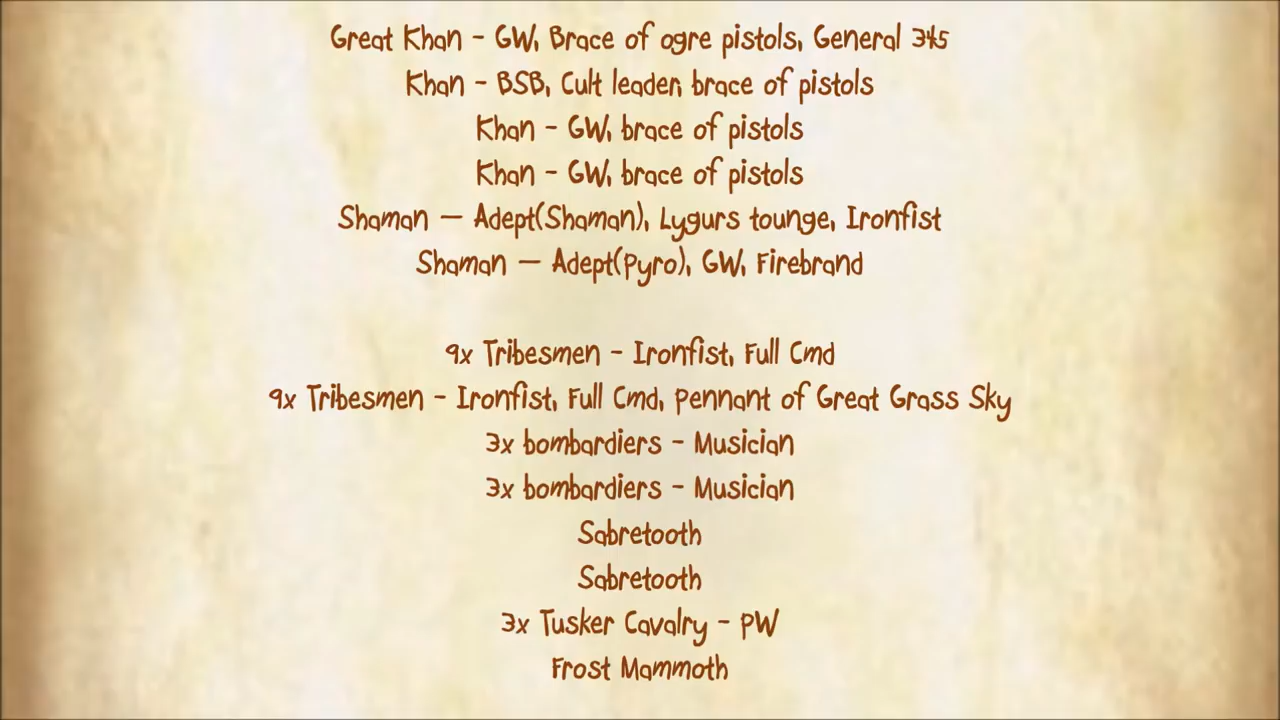 Great Khan - GW, Brace of ogre pistols, General 345
Khan - BSB, Cult leader, brace of pistols
Khan - GW, brace of pistols
Khan - GW, brace of pistols
Shaman — Adept(Shaman), Lygurs tounge, Ironfist
Shaman — Adept(Pyro), GW, Firebrand
9x Tribesmen - Ironfist, Full Cmd
9x Tribesmen - Ironfist, Full Cmd, Pennant of Great Grass Sky
3x bombardiers - Musician
3x bombardiers - Musician
Sabretooth
Sabretooth
3x Tusker Cavalry - PW
Frost Mammoth